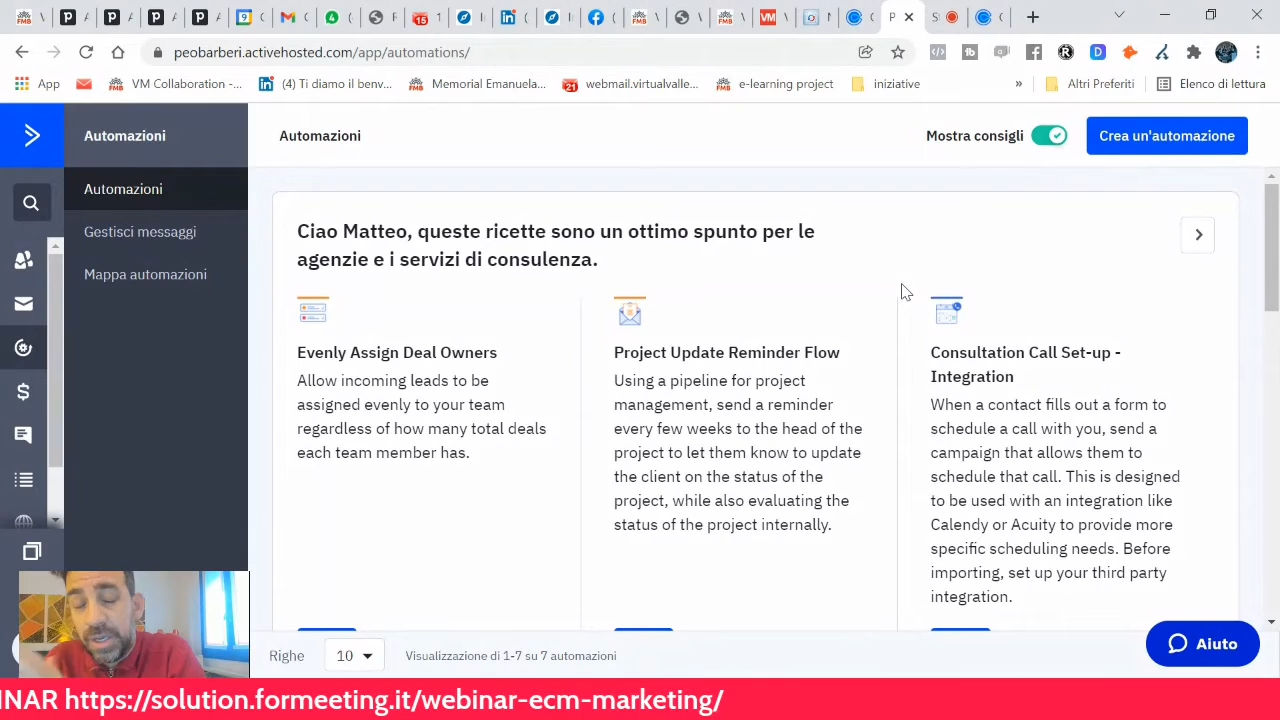 peobarberi.activehosted.com/app/automations/
App
VM Collaboration -...
(4) Ti diamo il benv...
Memorial Emanuela...
21
webmail.virtualvalle...
e-learning project
iniziative
»
Altri Preferiti
Elenco di lettura
Automazioni
Automazioni
Mostra consigli
Crea un'automazione
Automazioni
Gestisci messaggi
Mappa automazioni
Ciao Matteo, queste ricette sono un ottimo spunto per le
agenzie e i servizi di consulenza.
Evenly Assign Deal Owners
Allow incoming leads to be
assigned evenly to your team
regardless of how many total deals
each team member has.
Project Update Reminder Flow
Using a pipeline for project
management, send a reminder
every few weeks to the head of the
project to let them know to update
the client on the status of the
project, while also evaluating the
status of the project internally.
Consultation Call Set-up -
Integration
When a contact fills out a form to
schedule a call with you, send a
campaign that allows them to
schedule that call. This is designed
to be used with an integration like
Calendy or Acuity to provide more
specific scheduling needs. Before
importing, set up your third party
integration.
Righe
10
Visualizzazione di 1-7 su 7 automazioni
Aiuto
INAR https://solution.formeeting.it/webinar-ecm-marketing/